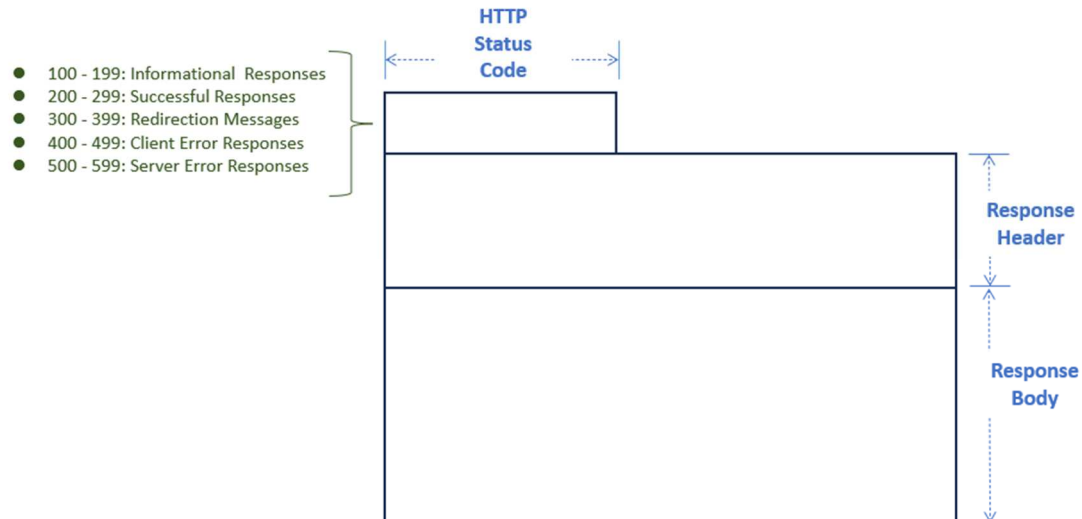 HTTP
Status
Code
100 - 199: Informational Responses
200 - 299: Successful Responses
300 - 399: Redirection Messages
400 - 499: Client Error Responses
500 - 599: Server Error Responses
Response
Header
Response
Body